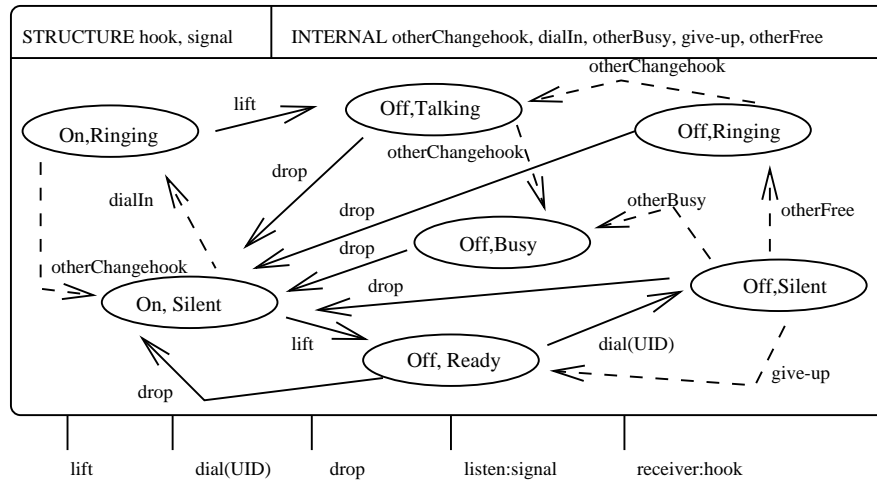 STRUCTURE hook, signal
INTERNAL otherChangehook, dialIn, otherBusy, give-up, otherFree
otherChangehook
lift
Off,Talking
On,Ringing
Off,Ringing
otherChangehook
drop
dialIn
drop
otherBusy
otherFree
drop
Off,Busy
otherChangehook
drop
Off,Silent
On, Silent
lift
dial(UID)
Off, Ready
give-up
drop
lift
dial(UID)
drop
listen:signal
receiver:hook